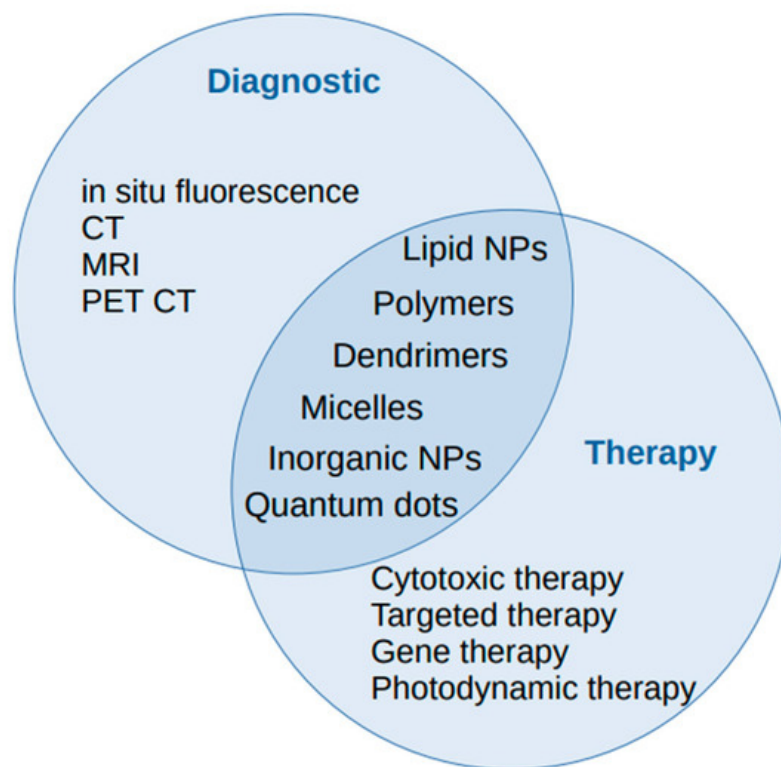 Diagnostic
in situ fluorescence
CT
MRI
PET CT
Lipid NPs
Polymers
Dendrimers
Micelles
Inorganic NPs
Quantum dots
Therapy
Cytotoxic therapy
Targeted therapy
Gene therapy
Photodynamic therapy